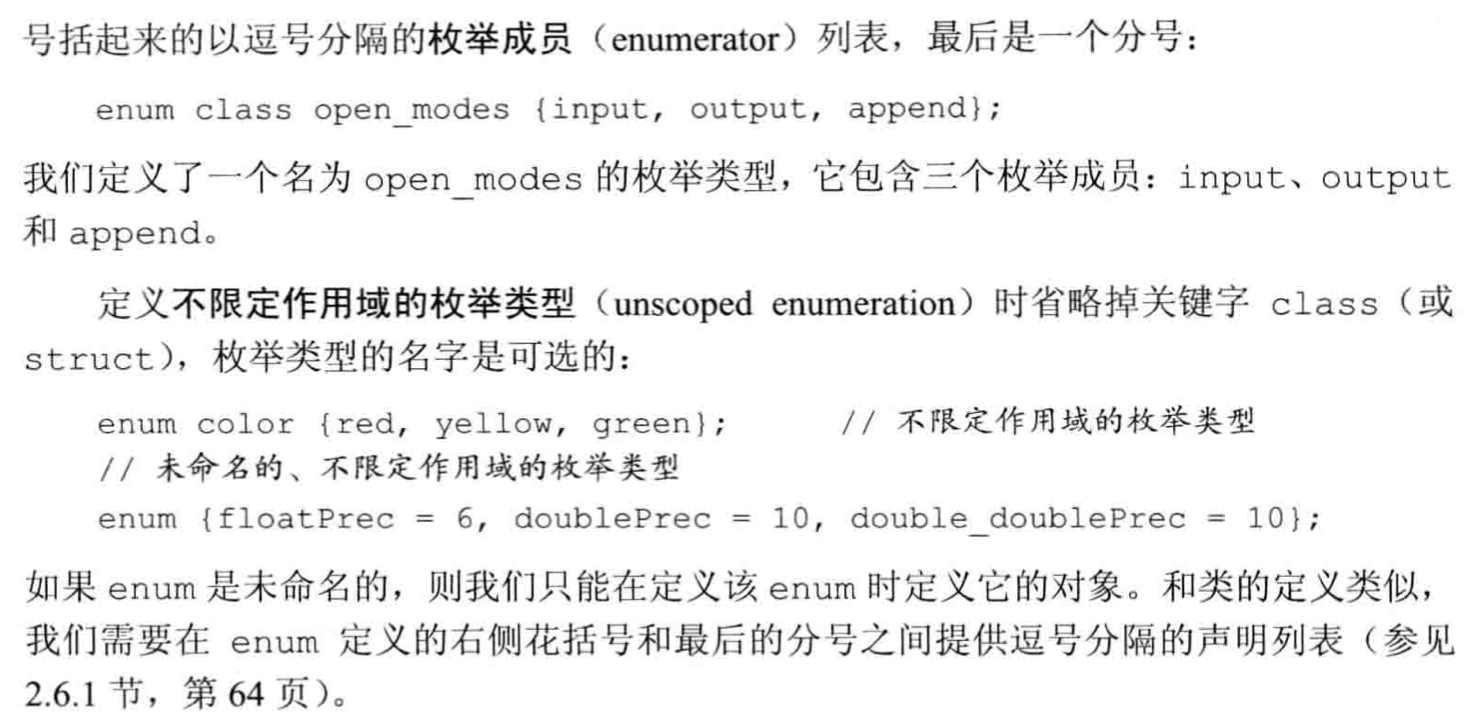 号括起来的以逗号分隔的枚举成员（enumerator）列表，最后是一个分号：
enum class open_modes {input, output, append};
我们定义了一个名为 open_modes 的枚举类型，它包含三个枚举成员：input、output
和 append。
定义不限定作用域的枚举类型（unscoped enumeration）时省略掉关键字 class（或
struct），枚举类型的名字是可选的：
enum color {red, yellow, green}; // 不限定作用域的枚举类型
// 未命名的、不限定作用域的枚举类型
enum {floatPrec = 6, doublePrec = 10, double_doublePrec = 10};
如果 enum 是未命名的，则我们只能在定义该 enum 时定义它的对象。和类的定义类似，
我们需要在 enum 定义的右侧花括号和最后的分号之间提供逗号分隔的声明列表（参见
2.6.1 节，第 64 页）。